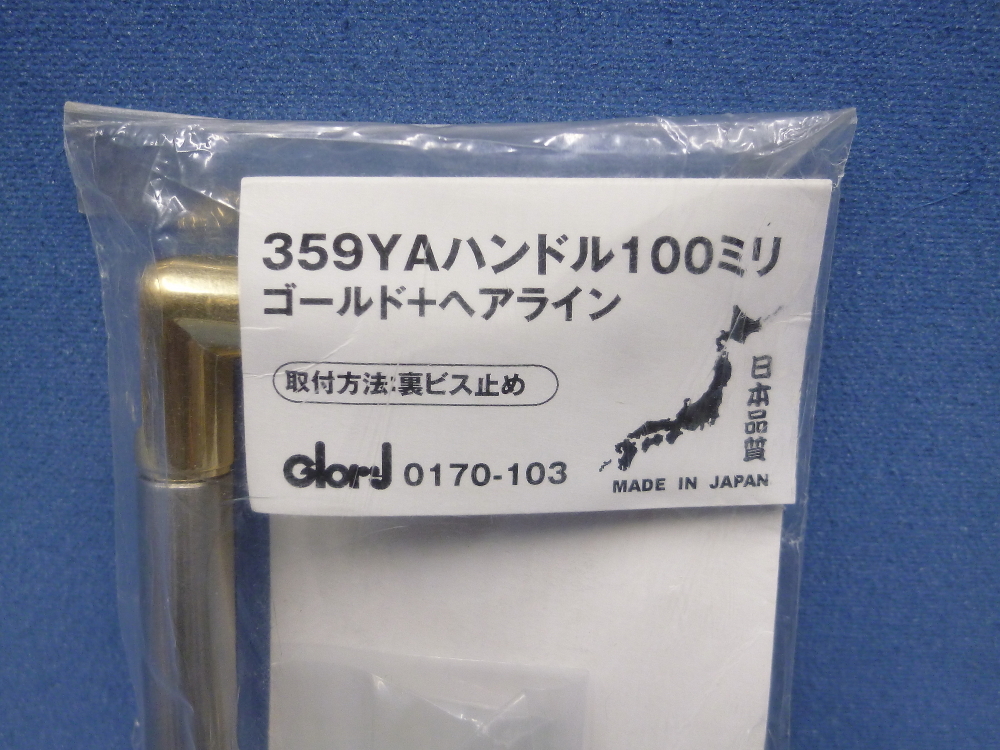 359YAハンドル100ミリ
ゴールド+ヘアライン
取付方法:裏ビス止め
GlorJ 0170-103
日本品質
MADE IN JAPAN